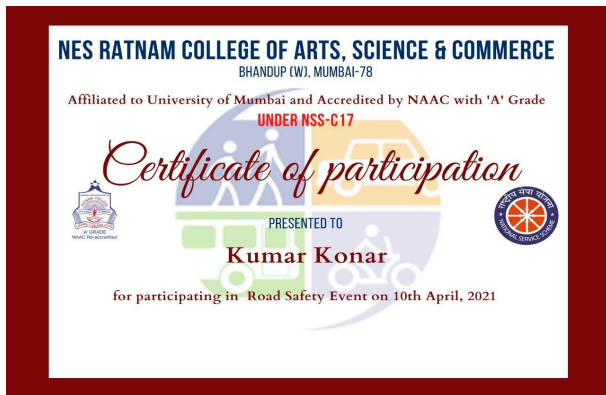 NES RATNAM COLLEGE OF ARTS, SCIENCE & COMMERCE
BHANDUP (W), MUMBAI-78
Affiliated to University of Mumbai and Accredited by NAAC with 'A' Grade
UNDER NSS-C17
Certificate of participation
'A' GRADE
NAAC Re-accredited
राष्ट्रीय सेवा योजना
NATIONAL SERVICE SCHEME
PRESENTED TO
Kumar Konar
for participating in Road Safety Event on 10th April, 2021